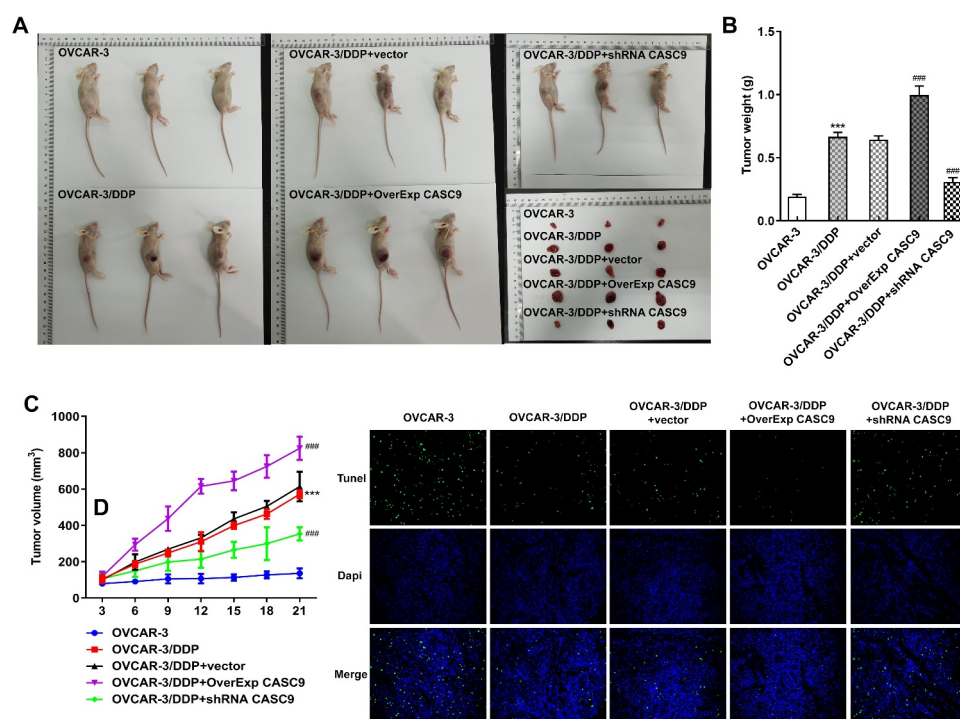 A
OVCAR-3
OVCAR-3/DDP+vector
OVCAR-3/DDP+shRNA CASC9
OVCAR-3/DDP
OVCAR-3/DDP+OverExp CASC9
OVCAR-3
OVCAR-3/DDP
OVCAR-3/DDP+vector
OVCAR-3/DDP+OverExp CASC9
OVCAR-3/DDP+shRNA CASC9
B
Tumor weight (g)
1.5
1.0
0.5
0.0
***
###
###
OVCAR-3
OVCAR-3/DDP
OVCAR-3/DDP+vector
OVCAR-3/DDP+OverExp CASC9
OVCAR-3/DDP+shRNA CASC9
C
Tumor volume (mm³)
1000
800
600
400
200
0
3 6 9 12 15 18 21
###
***
###
OVCAR-3
OVCAR-3/DDP
OVCAR-3/DDP+vector
OVCAR-3/DDP+OverExp CASC9
OVCAR-3/DDP+shRNA CASC9
D
OVCAR-3
OVCAR-3/DDP
OVCAR-3/DDP
+vector
OVCAR-3/DDP
+OverExp CASC9
OVCAR-3/DDP
+shRNA CASC9
Tunel
Dapi
Merge